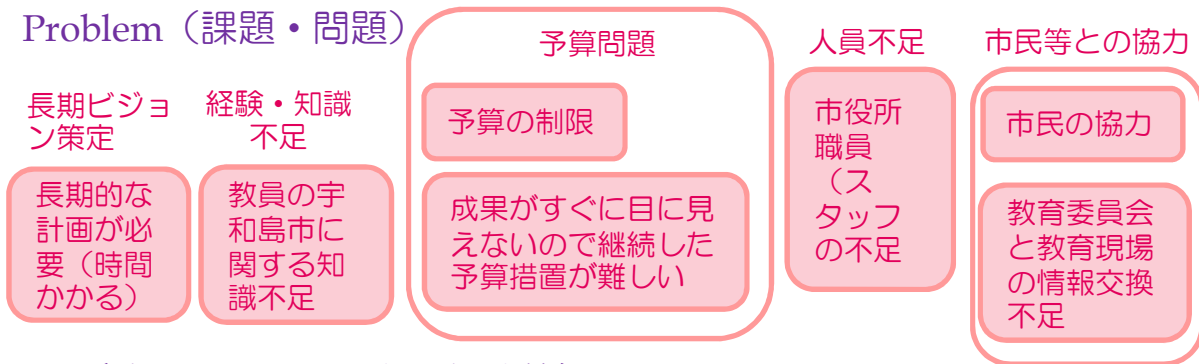 Problem（課題・問題）
長期ビジョ
ン策定
長期的な
計画が必
要（時間
かかる）
経験・知識
不足
教員の宇
和島市に
関する知
識不足
予算問題
予算の制限
成果がすぐに目に見
えないので継続した
予算措置が難しい
人員不足
市役所
職員
（ス
タッフ
の不足
市民等との協力
市民の協力
教育委員会
と教育現場
の情報交換
不足